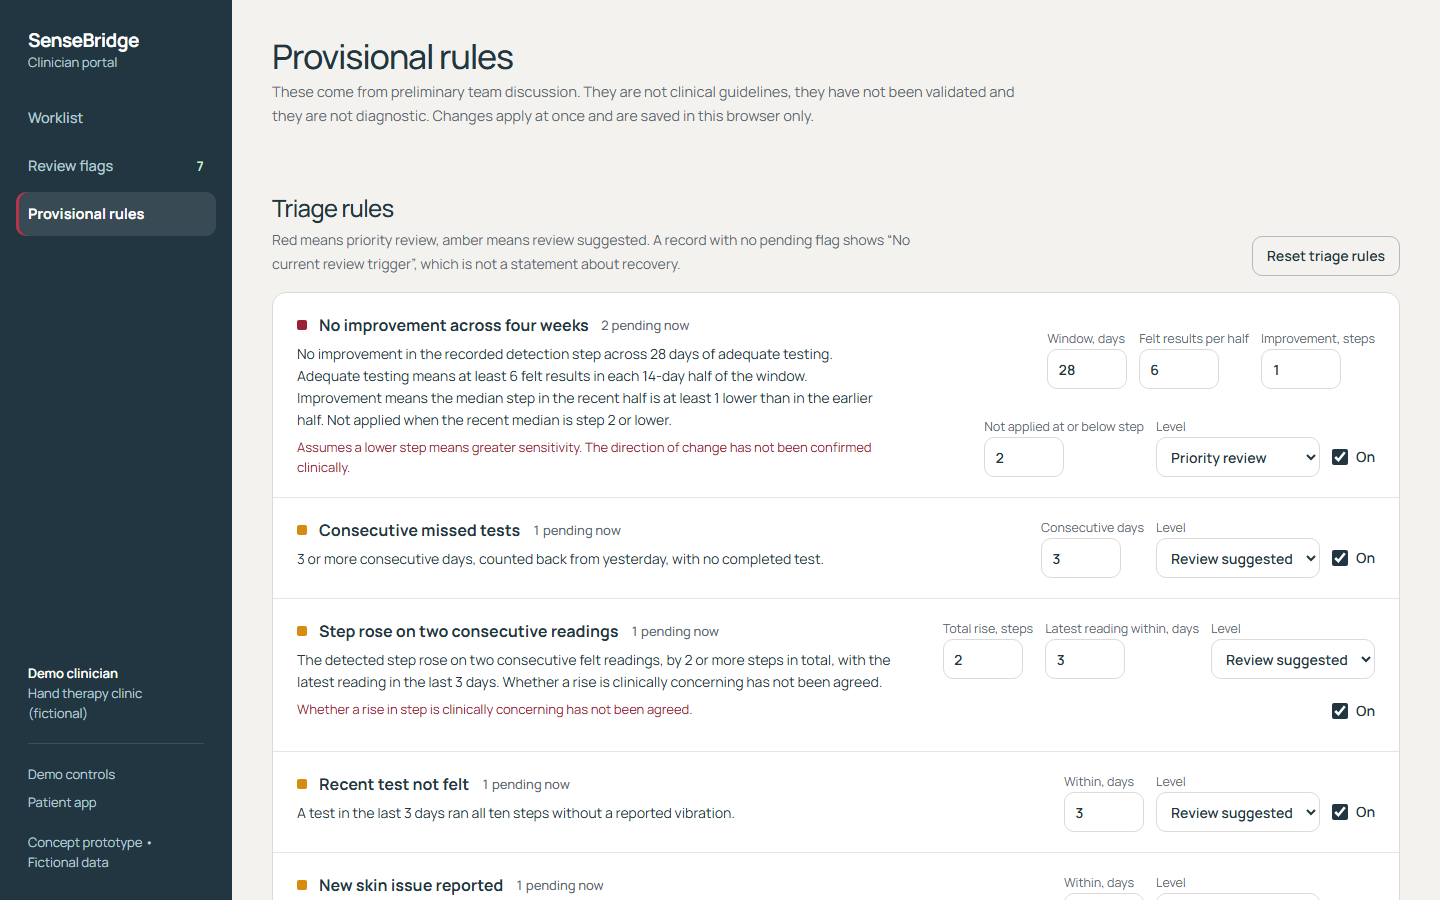 SenseBridge
Clinician portal
Worklist
Review flags 7
Provisional rules
Demo clinician
Hand therapy clinic
(fictional)
Demo controls
Patient app
Concept prototype •
Fictional data
Provisional rules
These come from preliminary team discussion. They are not clinical guidelines, they have not been validated and
they are not diagnostic. Changes apply at once and are saved in this browser only.
Triage rules
Red means priority review, amber means review suggested. A record with no pending flag shows “No
current review trigger”, which is not a statement about recovery.
Reset triage rules
No improvement across four weeks 2 pending now
No improvement in the recorded detection step across 28 days of adequate testing.
Adequate testing means at least 6 felt results in each 14-day half of the window.
Improvement means the median step in the recent half is at least 1 lower than in the earlier
half. Not applied when the recent median is step 2 or lower.
Assumes a lower step means greater sensitivity. The direction of change has not been confirmed
clinically.
Window, days Felt results per half Improvement, steps
28 6 1
Not applied at or below step Level
2 Priority review On
Consecutive missed tests 1 pending now
3 or more consecutive days, counted back from yesterday, with no completed test.
Consecutive days Level
3 Review suggested On
Step rose on two consecutive readings 1 pending now
The detected step rose on two consecutive felt readings, by 2 or more steps in total, with the
latest reading in the last 3 days. Whether a rise is clinically concerning has not been agreed.
Whether a rise in step is clinically concerning has not been agreed.
Total rise, steps Latest reading within, days Level
2 3 Review suggested
On
Recent test not felt 1 pending now
A test in the last 3 days ran all ten steps without a reported vibration.
Within, days Level
3 Review suggested On
New skin issue reported 1 pending now
Within, days Level